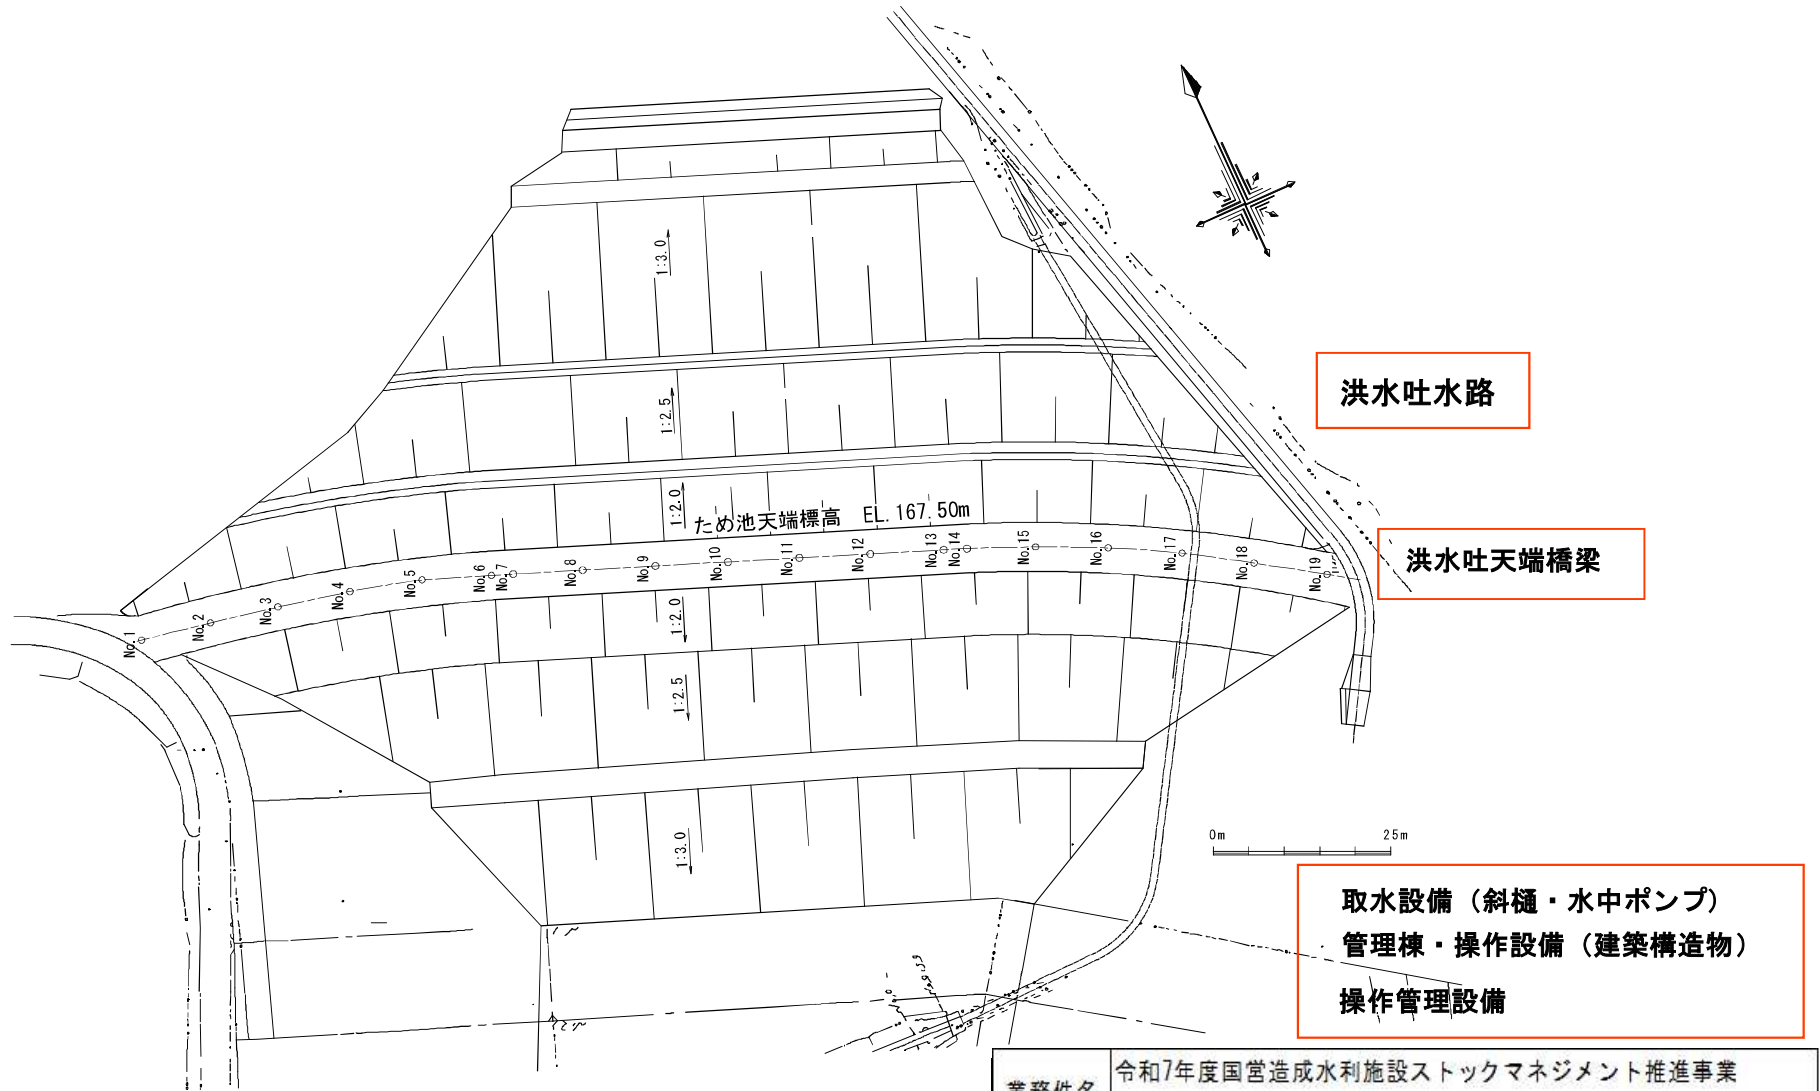 1:3.0
洪水吐水路
1:2.5
1:2.0
ため池天端標高 EL.167.50m
洪水吐天端橋梁
No.1
No.2
No.3
No.4
No.5
No.6
No.7
No.8
No.9
No.10
No.11
No.12
No.13
No.14
No.15
No.16
No.17
No.18
No.19
1:2.0
1:2.5
0m 25m
1:3.0
取水設備（斜樋・水中ポンプ）
管理棟・操作設備（建築構造物）
操作管理設備
業務件名
令和7年度国営造成水利施設ストックマネジメント推進事業